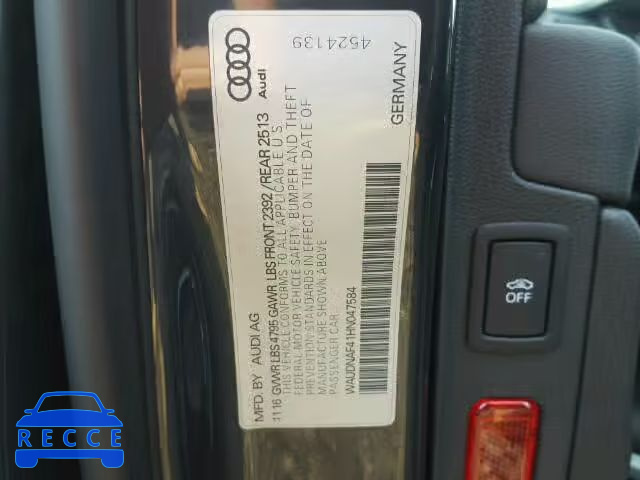 4524139
Audi
GERMANY
MFD. BY AUDI AG
11 16 GVWR LBS 4795 GAWR LBS FRONT 2392 / REAR 2513
THIS VEHICLE CONFORMS TO ALL APPLICABLE U.S.
FEDERAL MOTOR VEHICLE SAFETY, BUMPER AND THEFT
PREVENTION STANDARDS IN EFFECT ON THE DATE OF
MANUFACTURE SHOWN ABOVE
PASSENGER CAR
WAUDNAF41HN047584
OFF
RECCE